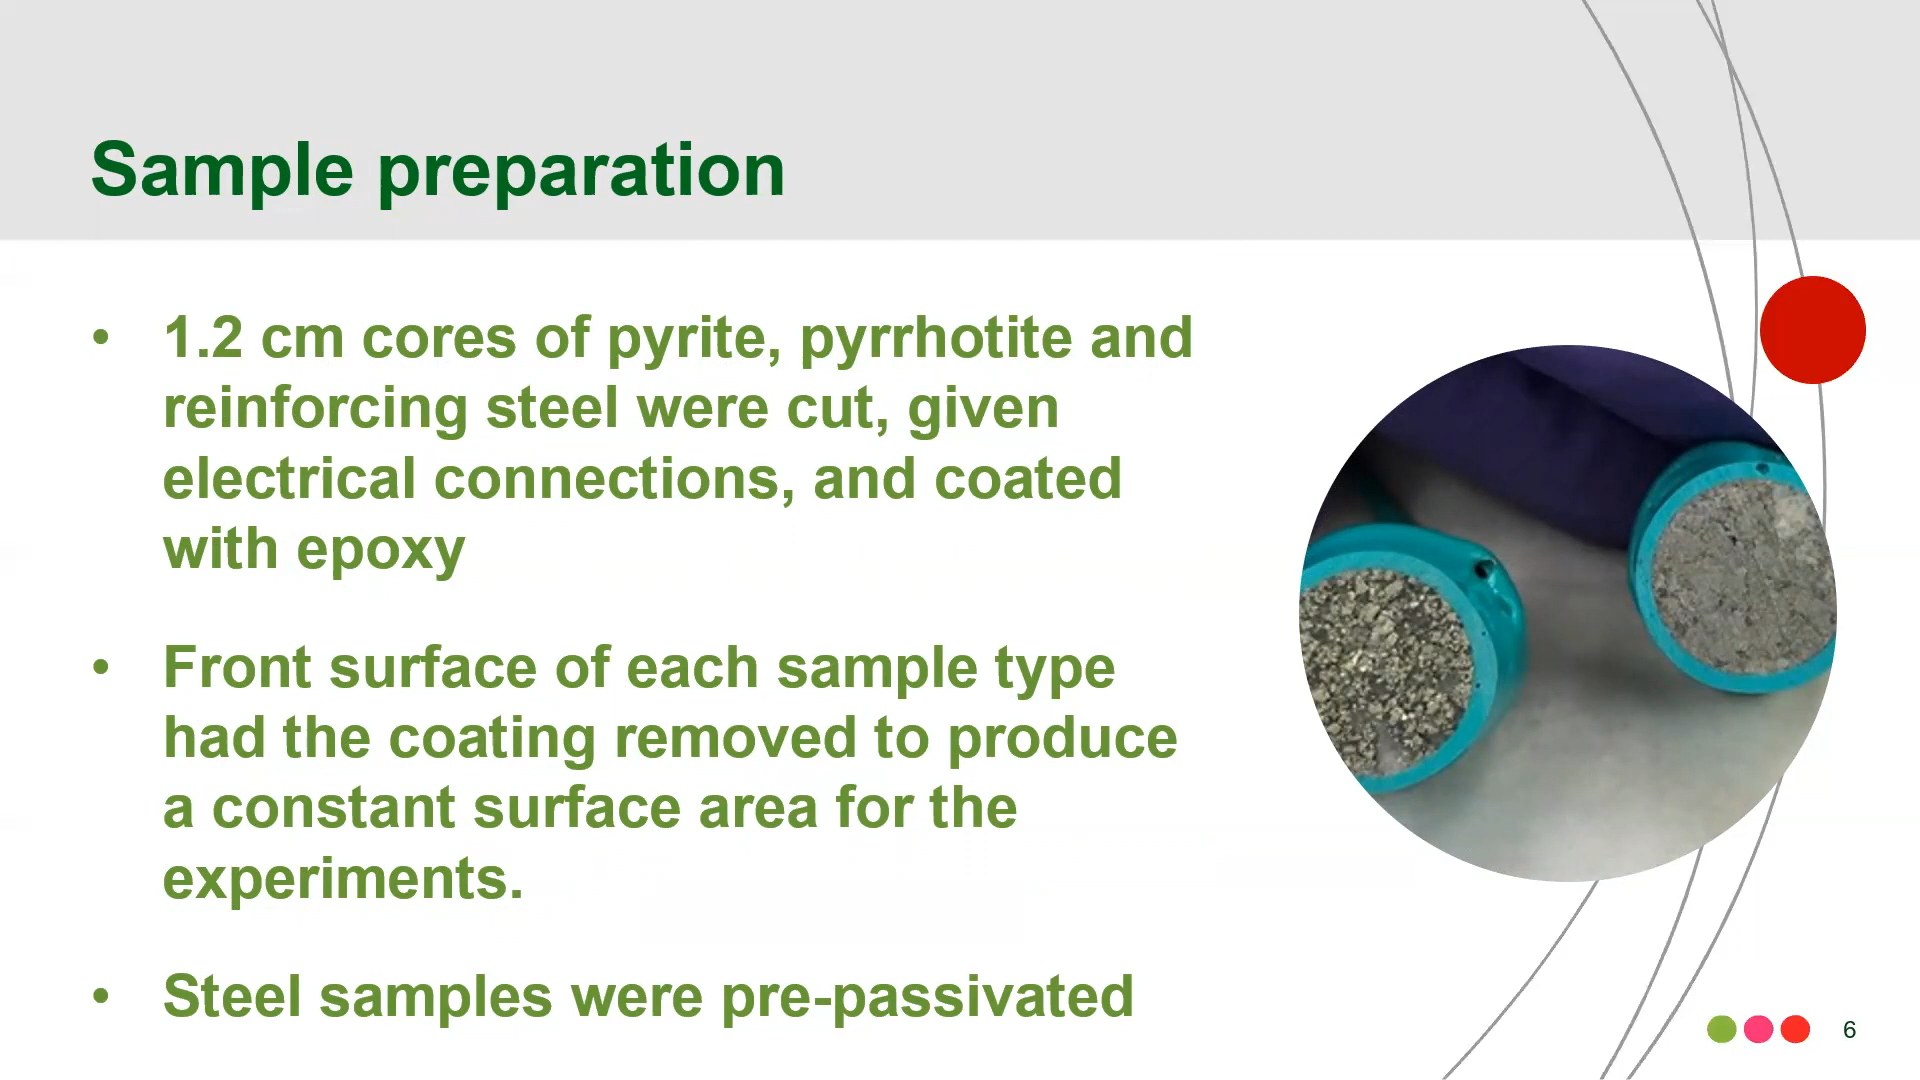 Sample preparation
• 1.2 cm cores of pyrite, pyrrhotite and
reinforcing steel were cut, given
electrical connections, and coated
with epoxy
• Front surface of each sample type
had the coating removed to produce
a constant surface area for the
experiments.
• Steel samples were pre-passivated
6